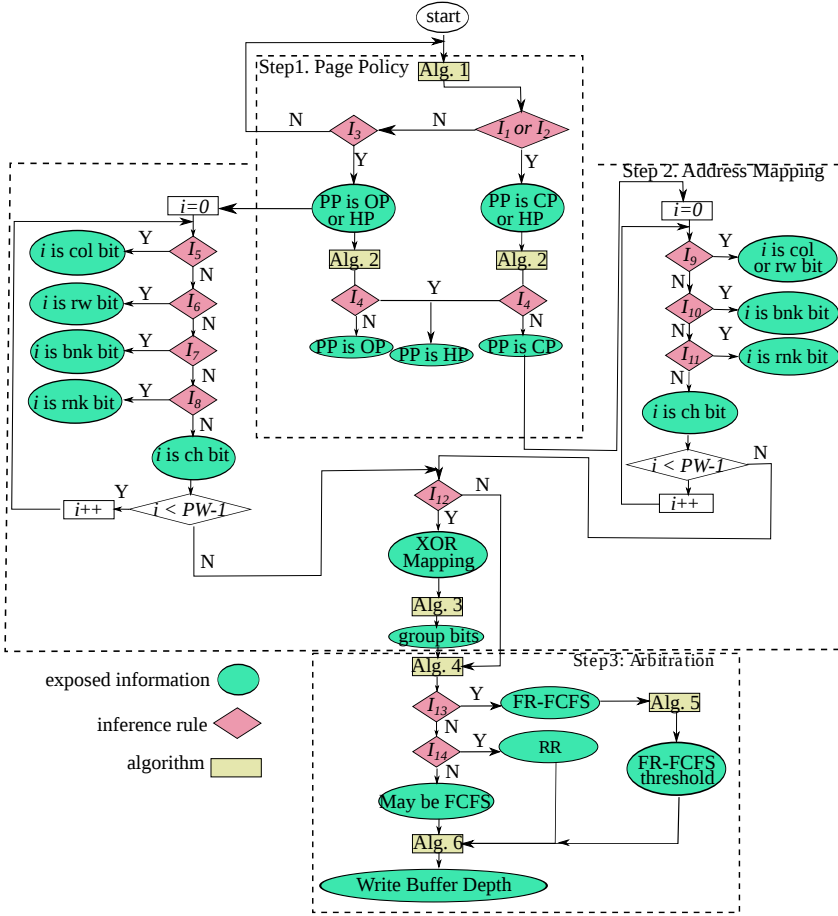 start
Step1. Page Policy
Alg. 1
N
I3
N
I1 or I2
Y
Y
Step 2. Address Mapping
i=0
PP is OP
or HP
PP is CP
or HP
i=0
Y
I5
i is col bit
N
Alg. 2
Alg. 2
I9
Y
i is col
or rw bit
N
Y
I6
i is rw bit
N
I4
Y
I4
I10
Y
i is bnk bit
N
N
N
Y
I7
i is bnk bit
N
PP is OP
PP is HP
PP is CP
I11
Y
i is rnk bit
N
Y
I8
i is rnk bit
N
i is ch bit
i is ch bit
i < PW-1
N
i++
Y
i++
i < PW-1
N
I12
N
Y
XOR
Mapping
Alg. 3
group bits
Step3: Arbitration
Alg. 4
exposed information
inference rule
algorithm
I13
Y
FR-FCFS
Alg. 5
N
I14
Y
RR
N
FR-FCFS
threshold
May be FCFS
Alg. 6
Write Buffer Depth